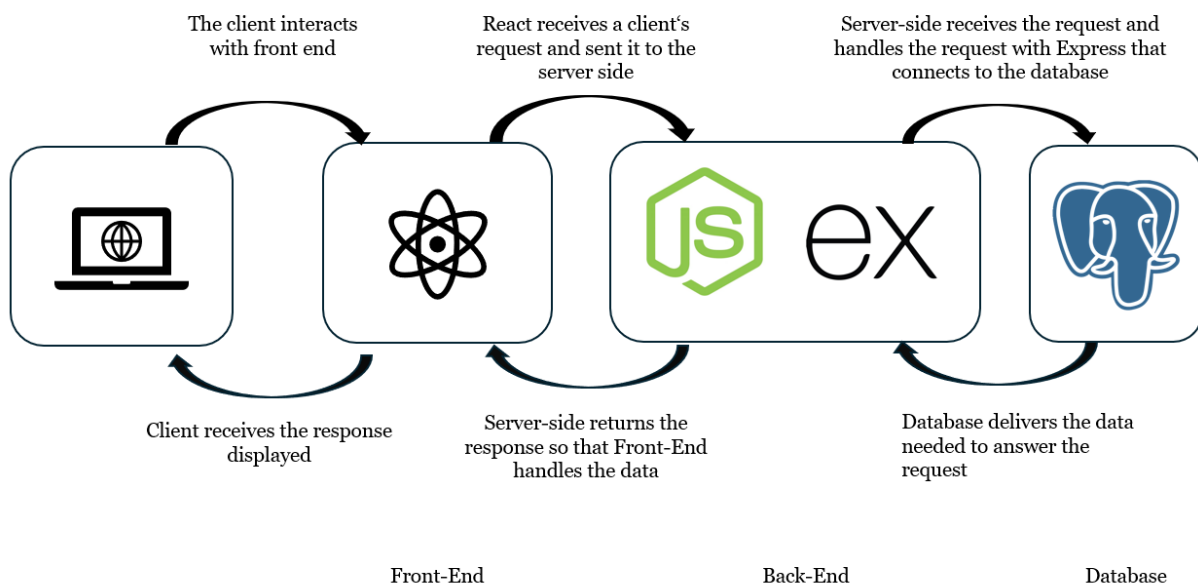 The client interacts
with front end
React receives a client‘s
request and sent it to the
server side
Server-side receives the request and
handles the request with Express that
connects to the database
JS
ex
Client receives the response
displayed
Server-side returns the
response so that Front-End
handles the data
Database delivers the data
needed to answer the
request
Front-End
Back-End
Database